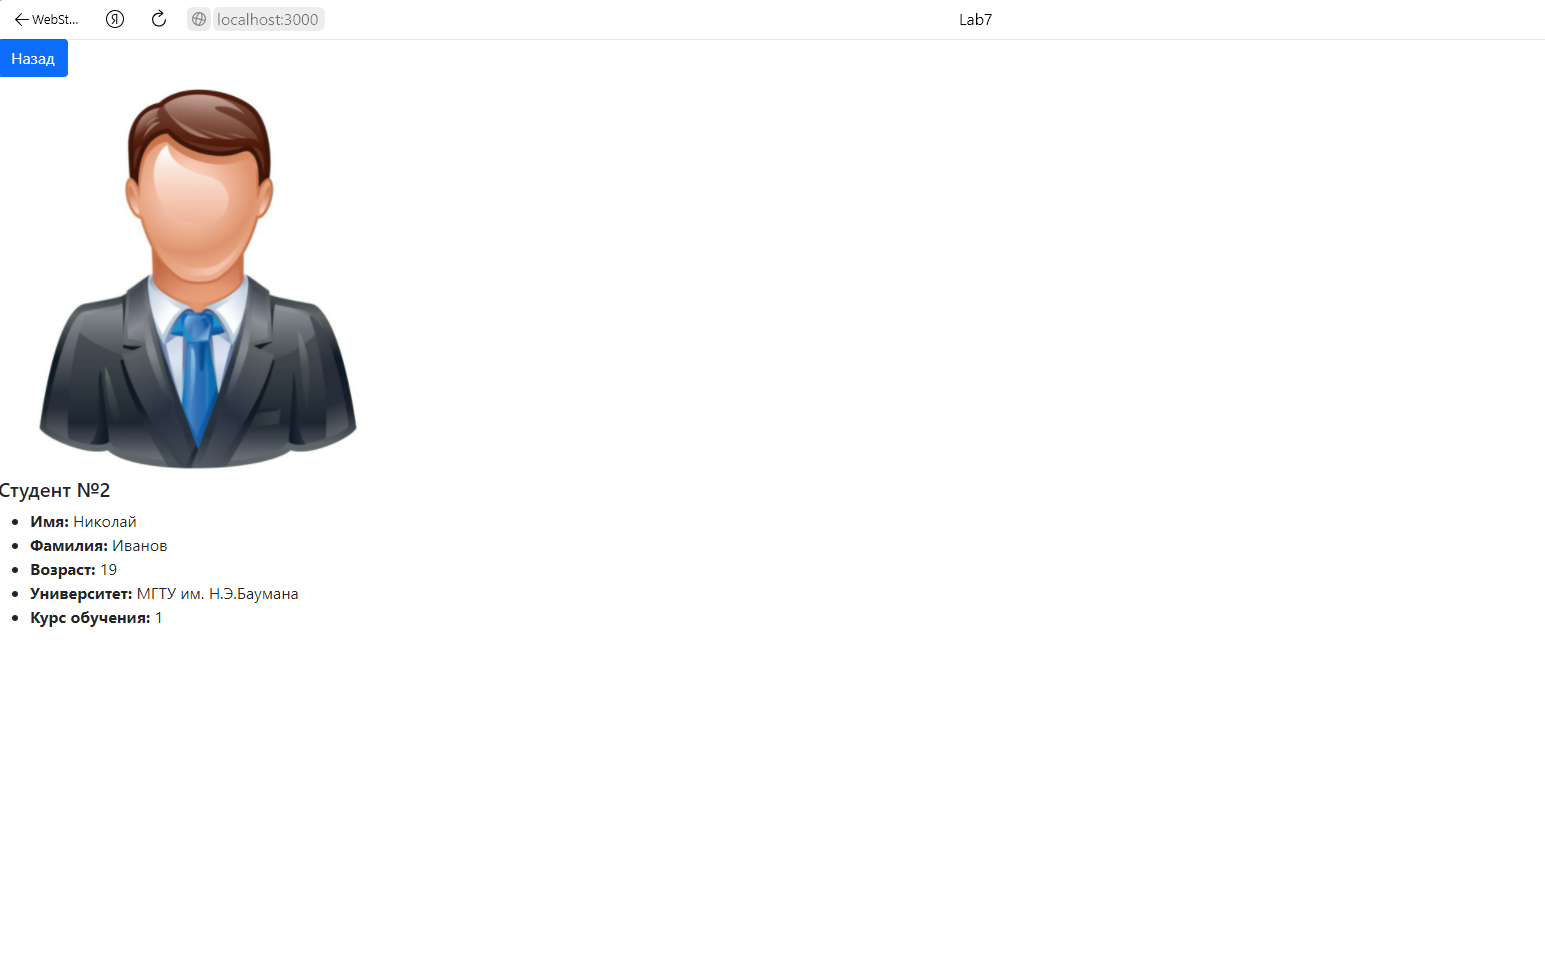 WebSt...
Я
localhost:3000
Lab7
Назад
Студент №2
Имя: Николай
Фамилия: Иванов
Возраст: 19
Университет: МГТУ им. Н.Э.Баумана
Курс обучения: 1